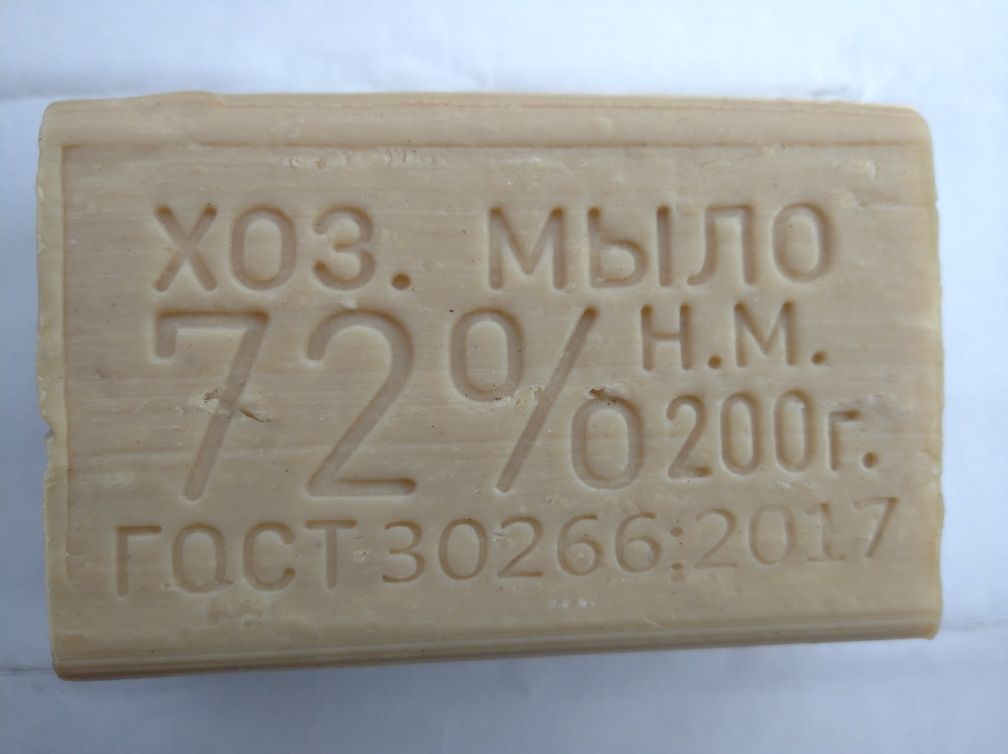 ХОЗ. МЫЛО
72% Н.М.
200г.
ГОСТ 30266:2017